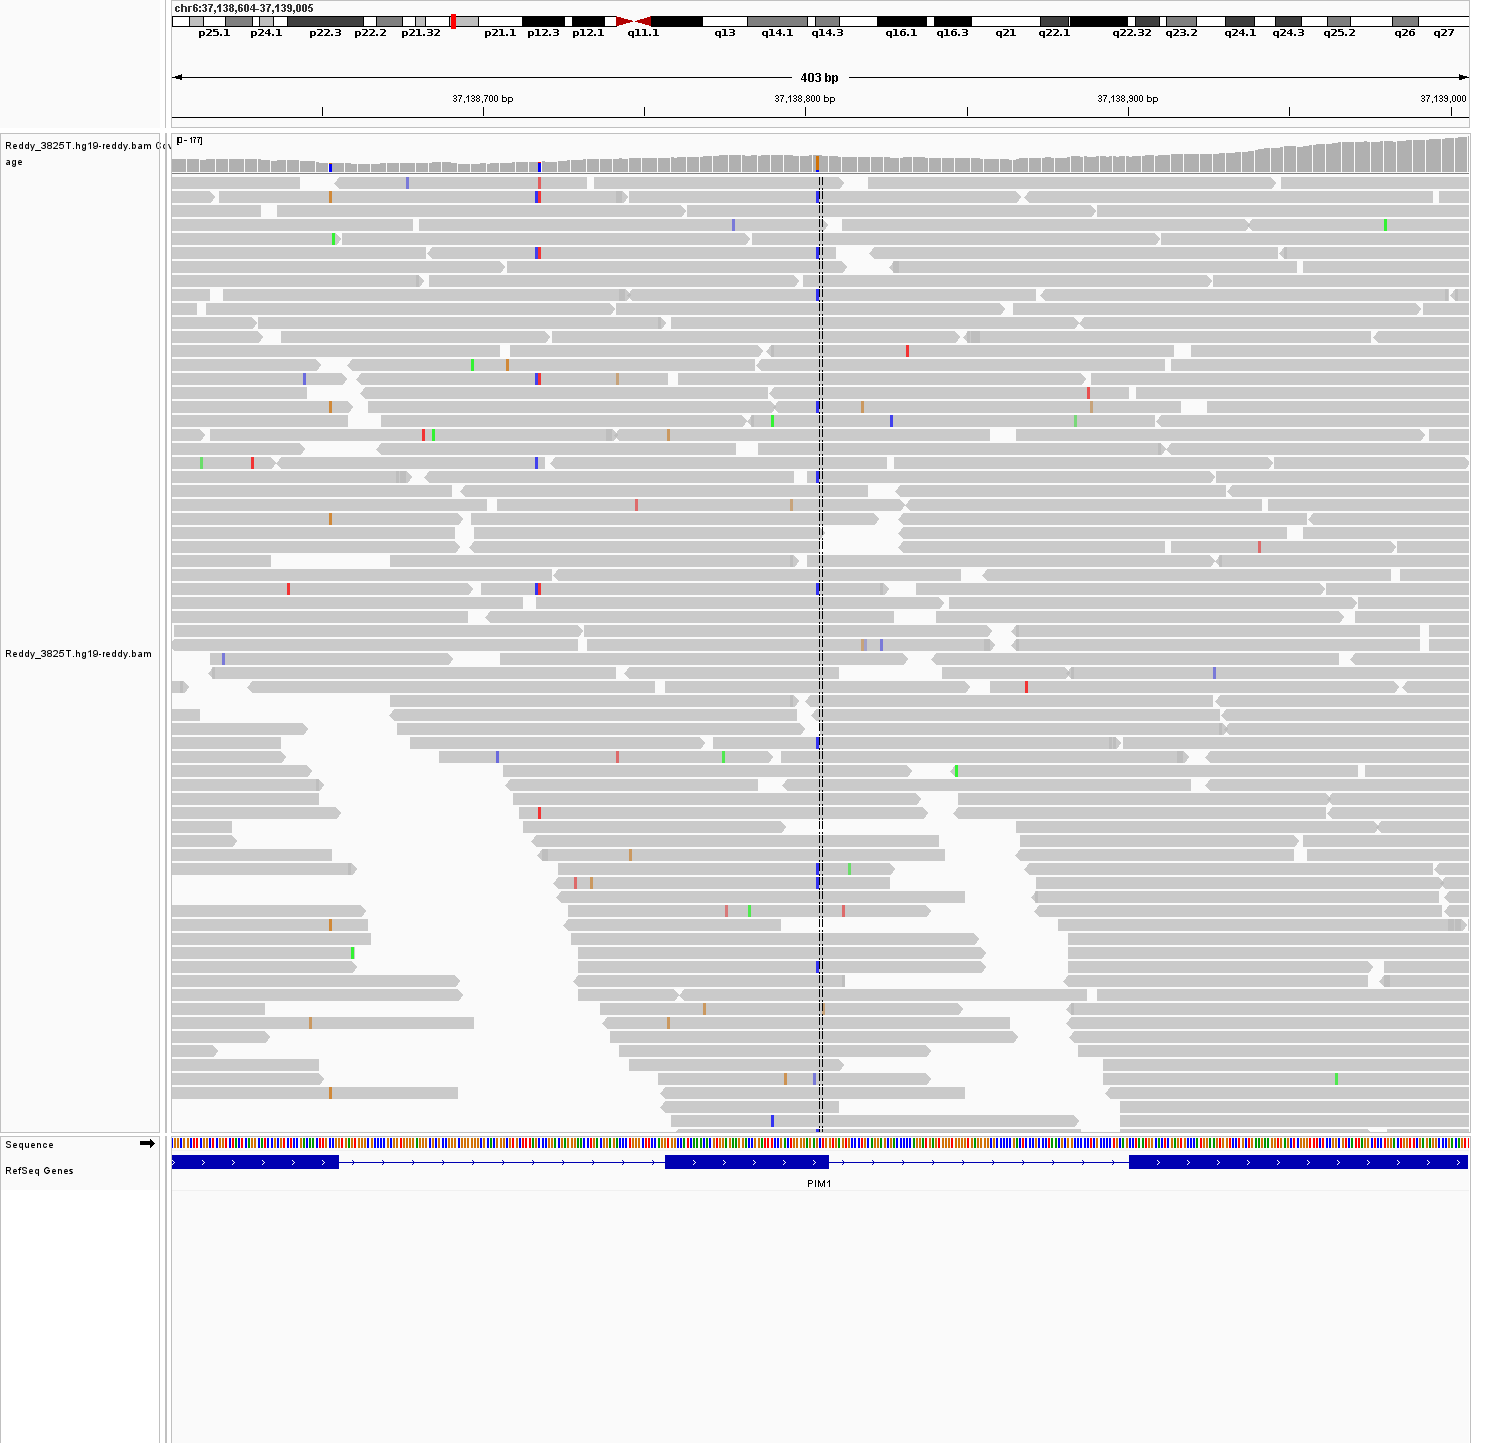 chr6:37,138,604-37,139,005
p25.1 p24.1 p22.3 p22.2 p21.32 p21.1 p12.3 p12.1 q11.1 q13 q14.1 q14.3 q16.1 q16.3 q21 q22.1 q22.32 q23.2 q24.1 q24.3 q25.2 q26 q27
403 bp
37,138,700 bp 37,138,800 bp 37,138,900 bp 37,139,000
[0 - 177]
Reddy_3825T.hg19-reddy.bam Cov
age
Reddy_3825T.hg19-reddy.bam
Sequence
RefSeq Genes
PIM1